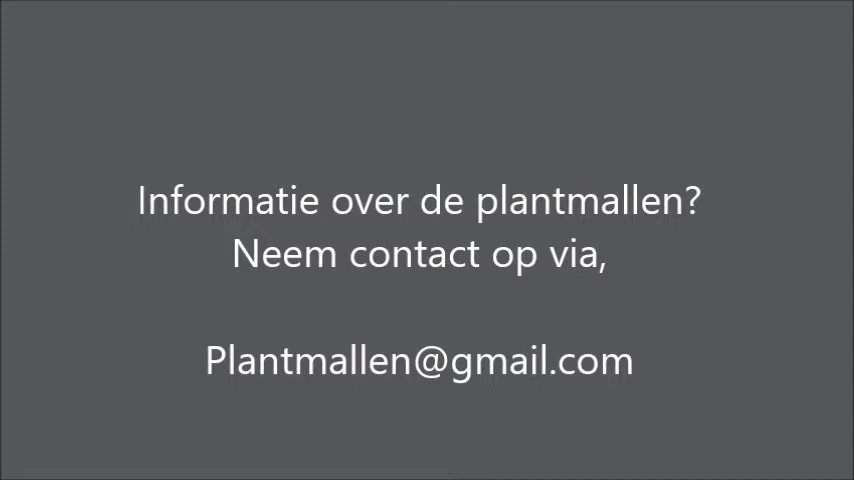 Informatie over de plantmallen?
Neem contact op via,
Plantmallen@gmail.com